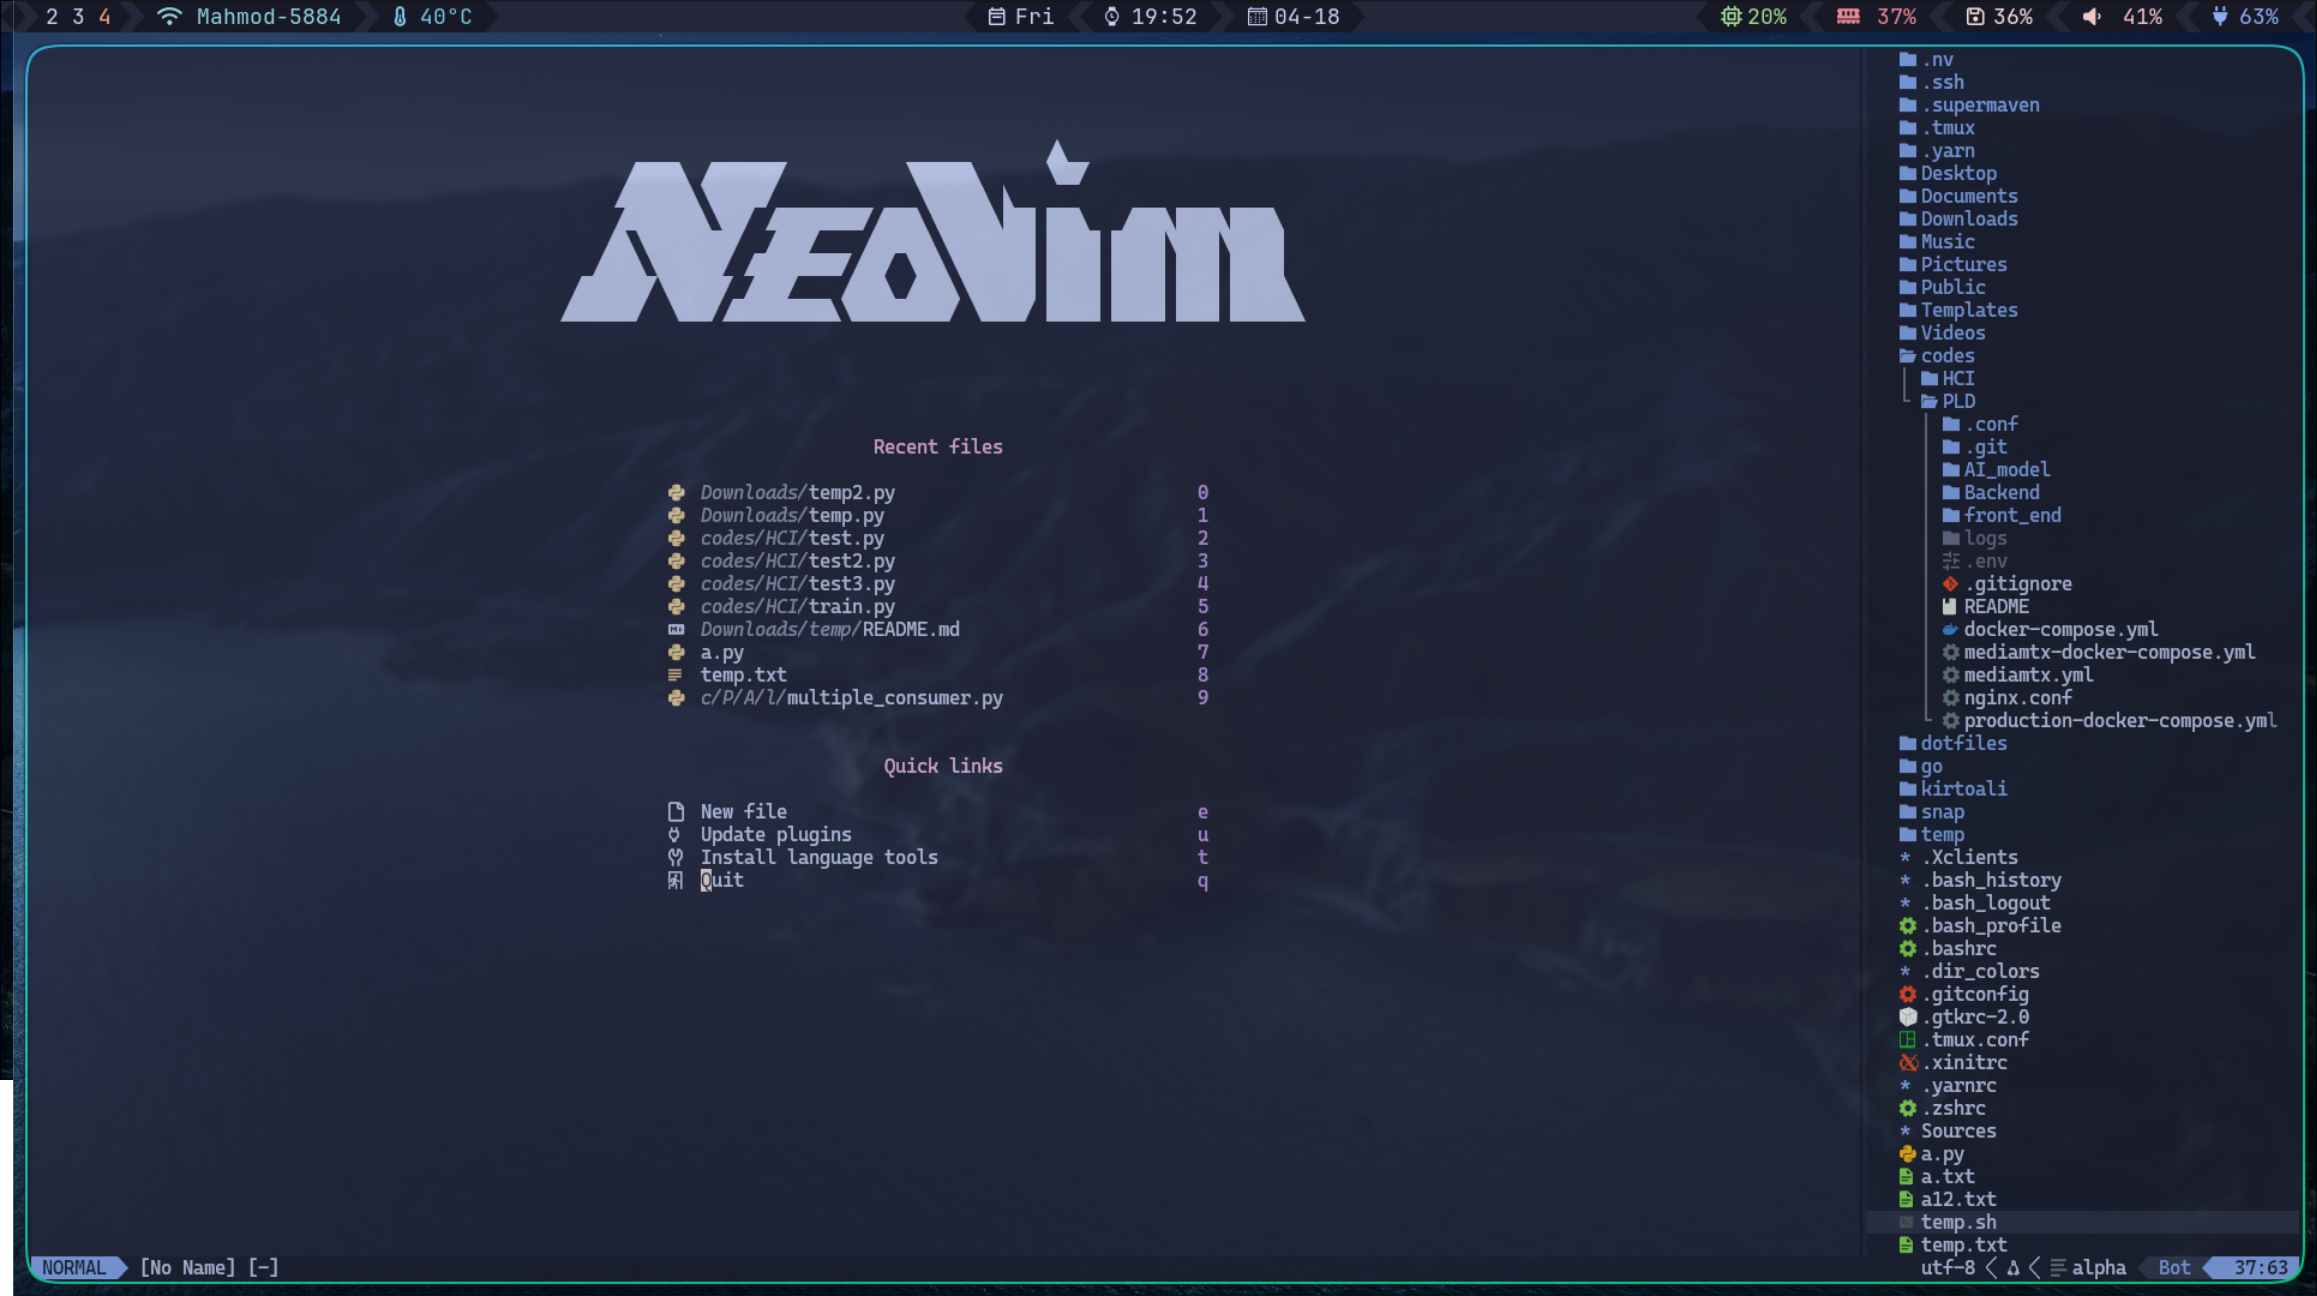 2 3 4 Mahmod-5884 40°C Fri 19:52 04-18 20% 37% 36% 41% 63%
NEOVIM
Recent files
Downloads/temp2.py 0
Downloads/temp.py 1
codes/HCI/test.py 2
codes/HCI/test2.py 3
codes/HCI/test3.py 4
codes/HCI/train.py 5
Downloads/temp/README.md 6
a.py 7
temp.txt 8
c/P/A/l/multiple_consumer.py 9
Quick links
New file e
Update plugins u
Install language tools t
Quit q
.nv
.ssh
.supermaven
.tmux
.yarn
Desktop
Documents
Downloads
Music
Pictures
Public
Templates
Videos
codes
HCI
PLD
.conf
.git
AI_model
Backend
front_end
logs
.env
.gitignore
README
docker-compose.yml
mediamtx-docker-compose.yml
mediamtx.yml
nginx.conf
production-docker-compose.yml
dotfiles
go
kirtoali
snap
temp
* .Xclients
* .bash_history
* .bash_logout
.bash_profile
.bashrc
* .dir_colors
.gitconfig
.gtkrc-2.0
.tmux.conf
.xinitrc
* .yarnrc
.zshrc
* Sources
a.py
a.txt
a12.txt
temp.sh
temp.txt
NORMAL [No Name] [-] utf-8 alpha Bot 37:63